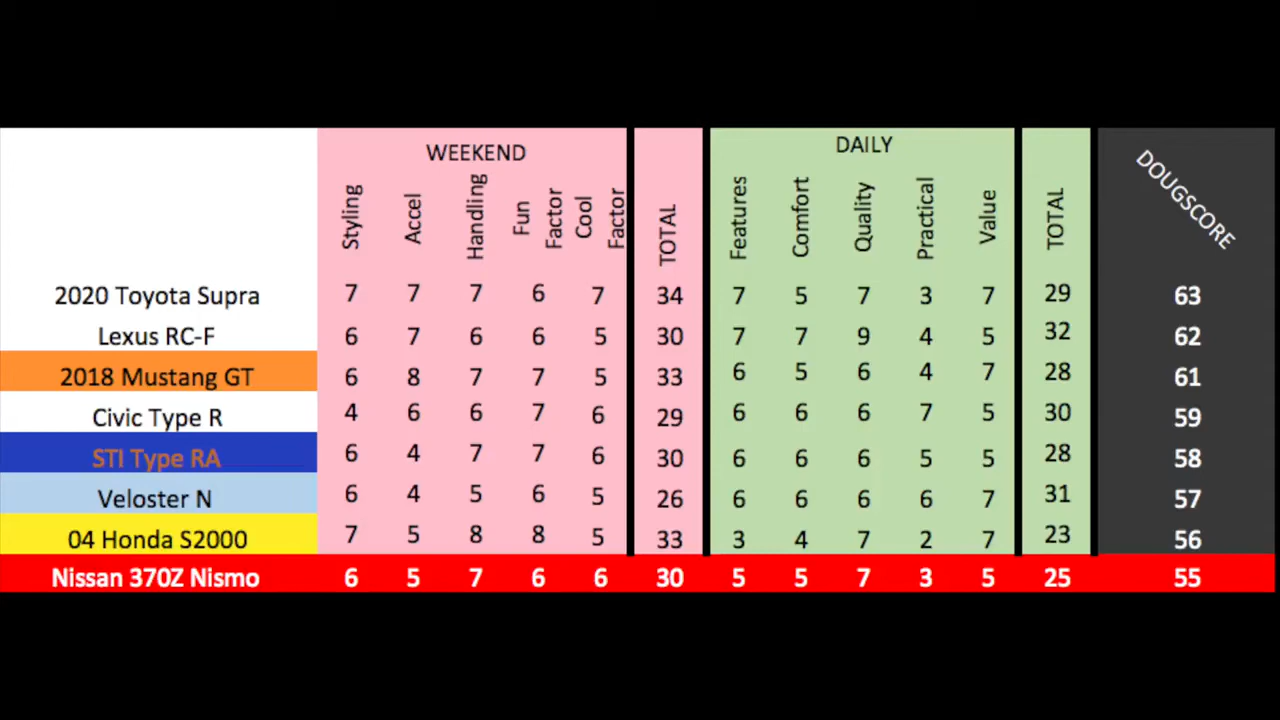 WEEKEND DAILY
Styling Accel Handling Fun Factor Cool Factor TOTAL Features Comfort Quality Practical Value TOTAL DOUGSCORE
2020 Toyota Supra 7 7 7 6 7 34 7 5 7 3 7 29 63
Lexus RC-F 6 7 6 6 5 30 7 7 9 4 5 32 62
2018 Mustang GT 6 8 7 7 5 33 6 5 6 4 7 28 61
Civic Type R 4 6 6 7 6 29 6 6 6 7 5 30 59
STI Type RA 6 4 7 7 6 30 6 6 6 5 5 28 58
Veloster N 6 4 5 6 5 26 6 6 6 6 7 31 57
04 Honda S2000 7 5 8 8 5 33 3 4 7 2 7 23 56
Nissan 370Z Nismo 6 5 7 6 6 30 5 5 7 3 5 25 55